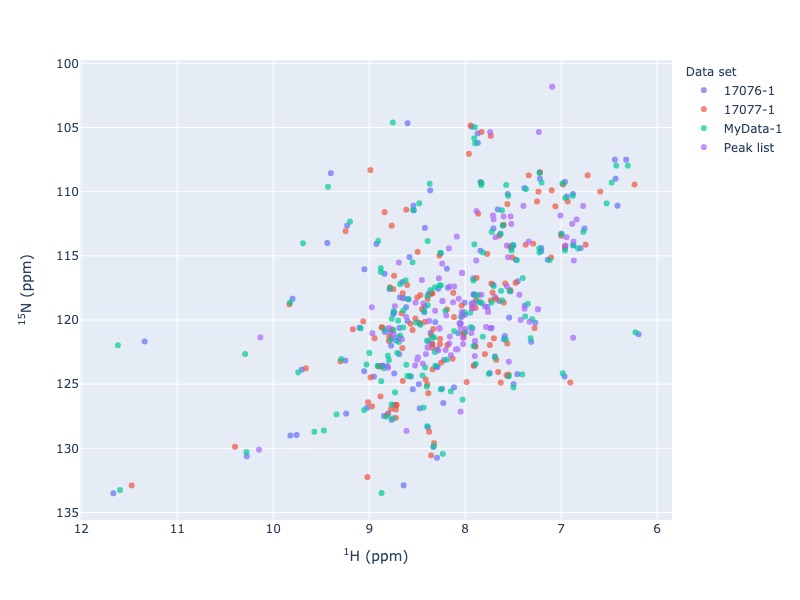 Data set
17076-1
17077-1
MyData-1
Peak list
100
105
110
115
120
125
130
135
¹⁵N (ppm)
12 11 10 9 8 7 6
¹H (ppm)